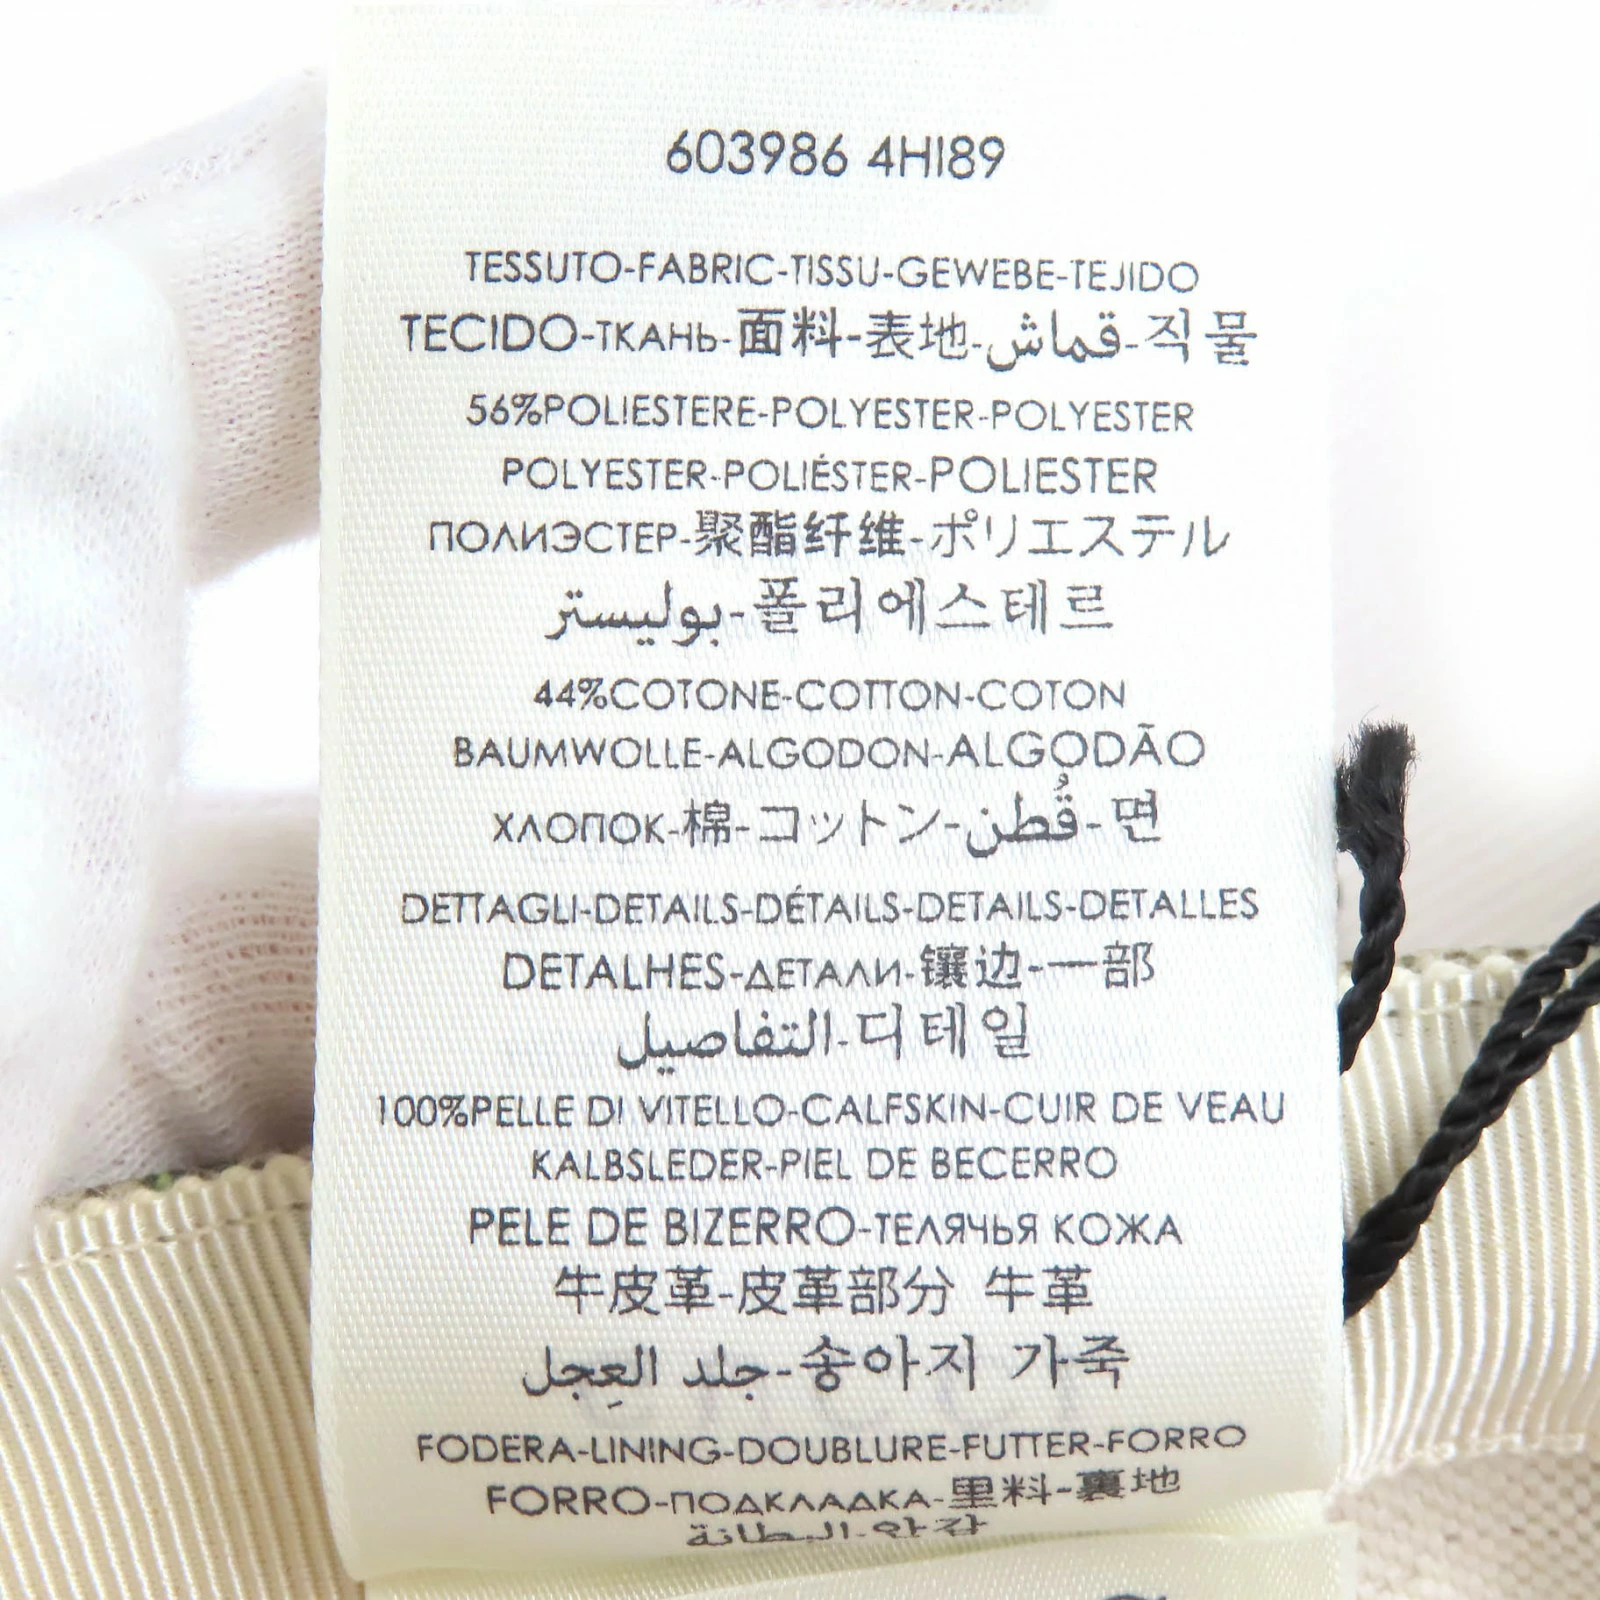 603986 4HI89
TESSUTO-FABRIC-TISSU-GEWEBE-TEJIDO
TECIDO-ТКАНЬ-面料-表地-قماش-직물
56%POLIESTERE-POLYESTER-POLYESTER
POLYESTER-POLIÉSTER-POLIESTER
ПОЛИЭСТЕР-聚酯纤维-ポリエステル
بوليستر-폴리에스테르
44%COTONE-COTTON-COTON
BAUMWOLLE-ALGODON-ALGODÃO
ХЛОПОК-棉-コットン-قُطن-면
DETTAGLI-DETAILS-DÉTAILS-DETAILS-DETALLES
DETALHES-ДЕТАЛИ-镶边-一部
التفاصيل-디테일
100%PELLE DI VITELLO-CALFSKIN-CUIR DE VEAU
KALBSLEDER-PIEL DE BECERRO
PELE DE BIZERRO-ТЕЛЯЧЬЯ КОЖА
牛皮革-皮革部分 牛革
جلد العِجل-송아지 가죽
FODERA-LINING-DOUBLURE-FUTTER-FORRO
FORRO-ПОДКЛАДКА-里料-裏地
البطانة-안감